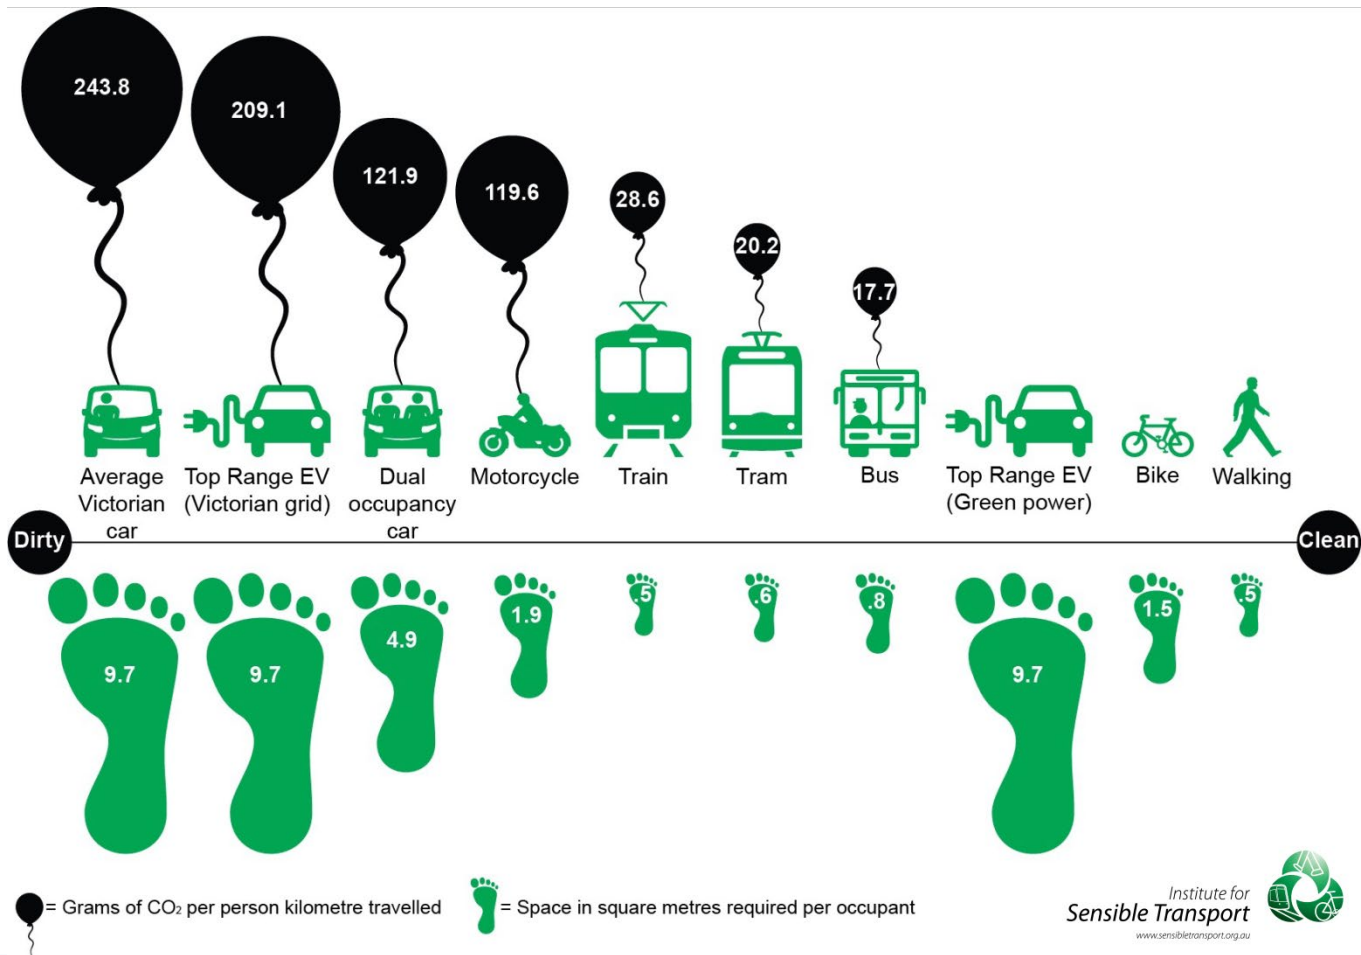 243.8
209.1
121.9
119.6
28.6
20.2
17.7
Average
Victorian
car
Top Range EV
(Victorian grid)
Dual
occupancy
car
Motorcycle
Train
Tram
Bus
Top Range EV
(Green power)
Bike
Walking
Dirty
Clean
9.7
9.7
4.9
1.9
.5
.6
.8
9.7
1.5
.5
= Grams of CO₂ per person kilometre travelled
= Space in square metres required per occupant
Institute for
Sensible Transport
www.sensibletransport.org.au